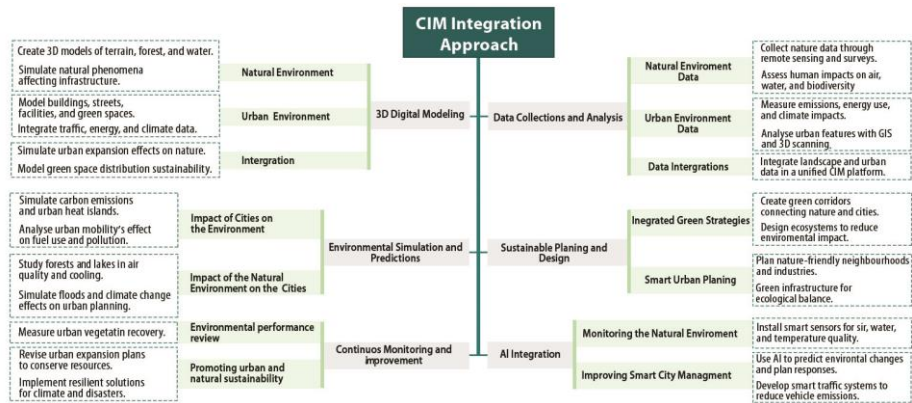 CIM Integration
Approach
Create 3D models of terrain, forest, and water.
Simulate natural phenomena
affecting infrastructure.
Natural Environment
Model buildings, streets,
facilities, and green spaces.
Integrate traffic, energy, and climate data.
Urban Environment
Simulate urban expansion effects on nature.
Model green space distribution sustainability.
Intergration
3D Digital Modeling
Simulate carbon emissions
and urban heat islands.
Analyse urban mobility's effect
on fuel use and pollution.
Impact of Cities on
the Environment
Study forests and lakes in air
quality and cooling.
Simulate floods and climate change
effects on urban planning.
Impact of the Natural
Environment on the Cities
Environmental Simulation and
Predictions
Measure urban vegetatin recovery.
Environmental performance
review
Revise urban expansion plans
to conserve resources.
Implement resilient solutions
for climate and disasters.
Promoting urban and
natural sustainability
Continuos Monitoring and
improvement
Data Collections and Analysis
Natural Enviroment
Data
Collect nature data through
remote sensing and surveys.
Assess human impacts on air,
water, and biodiversity
Urban Environment
Data
Measure emissions, energy use,
and climate impacts.
Analyse urban features with GIS
and 3D scanning
Data Intergrations
Integrate landscape and urban
data in a unified CIM platform.
Sustainable Planing and
Design
Inegrated Green Strategies
Create green corridors
connecting nature and cities.
Design ecosystems to reduce
enviromental impact.
Smart Urban Planing
Plan nature-friendly neighbourhoods
and industries.
Green infrastructure for
ecological balance.
AI Integration
Monitoring the Natural Enviroment
Install smart sensors for sir, water,
and temperature quality.
Improving Smart City Managment
Use AI to predict environtal changes
and plan responses.
Develop smart traffic systems to
reduce vehicle emissions.